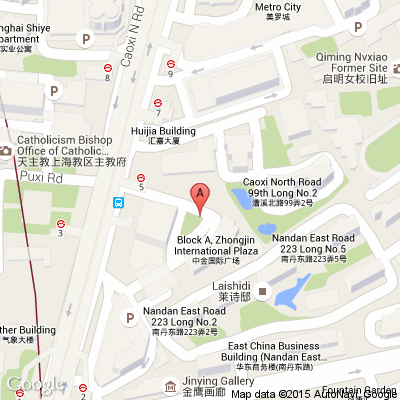 Metro City
美罗城
nghai Shiye
partment
实业公寓
P
Caoxi N Rd
8
9
7
P
Qiming Nvxiao
Former Site
启明女校旧址
Huijia Building
汇嘉大厦
Catholicism Bishop
Office of Catholic...
天主教上海教区主教府
Puxi Rd
5
A
Caoxi North Road
99th Long No.2
漕溪北路99弄2号
Block A, Zhongjin
International Plaza
中金国际广场
Nandan East Road
223 Long No.5
南丹东路223弄5号
Laishidi
莱诗邸
P
Nandan East Road
223 Long No.2
南丹东路223弄2号
ther Building
气象大楼
East China Business
Building (Nandan East...
华东商务楼(南丹东路)
4
P
Jinying Gallery
金鹰画廊
Fountain Garden
Google
Map data ©2015 AutoNavi, Google